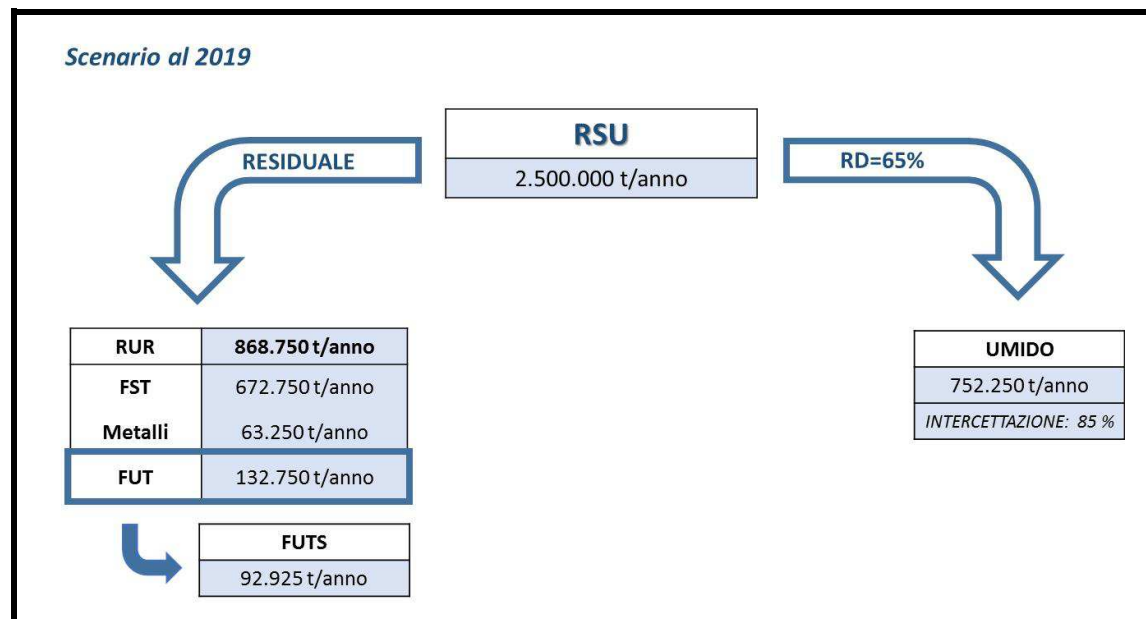 Scenario al 2019
RSU
2.500.000 t/anno
RESIDUALE
RD=65%
RUR 868.750 t/anno
FST 672.750 t/anno
Metalli 63.250 t/anno
FUT 132.750 t/anno
FUTS
92.925 t/anno
UMIDO
752.250 t/anno
INTERCETTAZIONE: 85 %